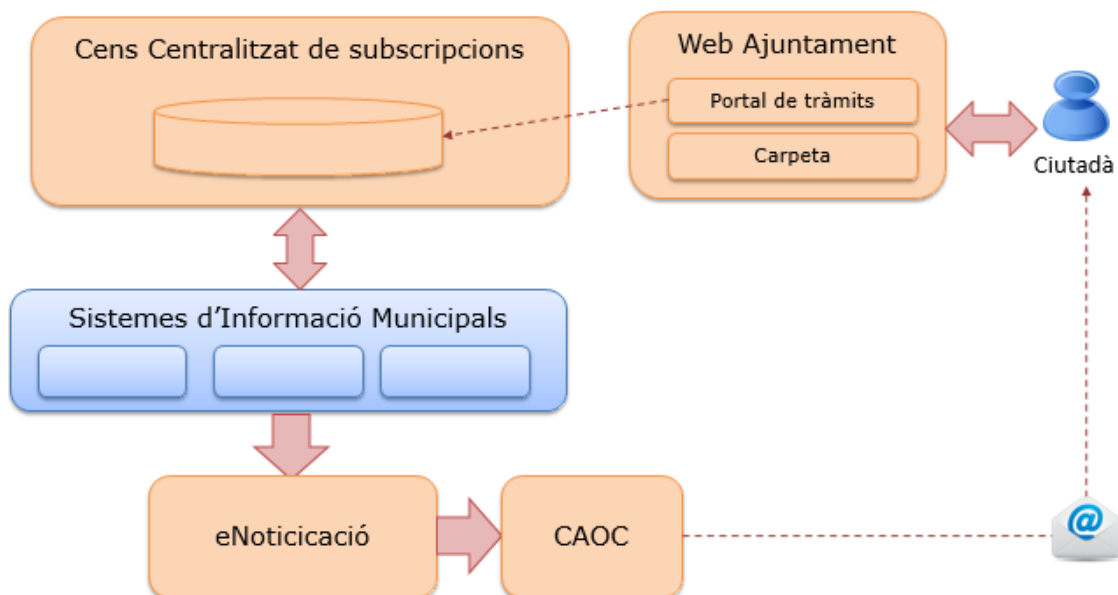 Cens Centralitzat de subscripcions
Web Ajuntament
Portal de tràmits
Carpeta
Ciutadà
Sistemes d'Informació Municipals
eNoticicació
CAOC
@